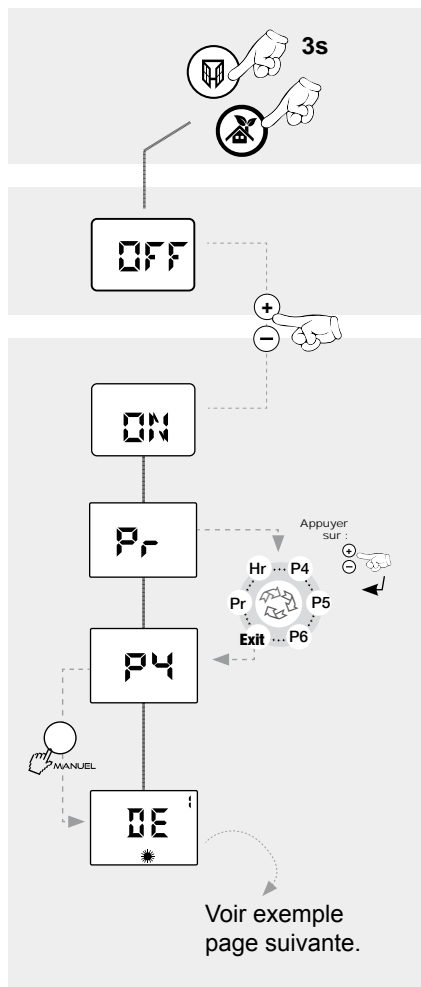 3s
OFF
+
−
ON
Pr
Appuyer
sur :
+
−
Hr ... P4
Pr P5
Exit ... P6
P4
MANUEL
1
DE
Voir exemple
page suivante.